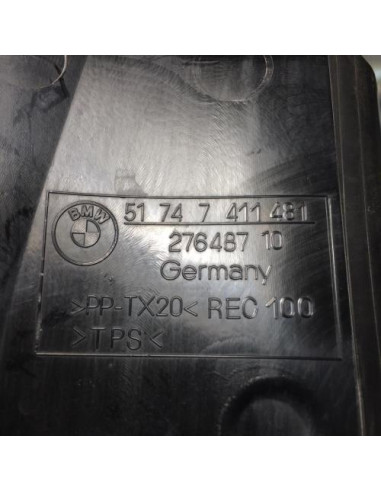 BMW
51 74 7 411 481
276487 10
Germany
>PP-TX20< REC 100
>TPS<